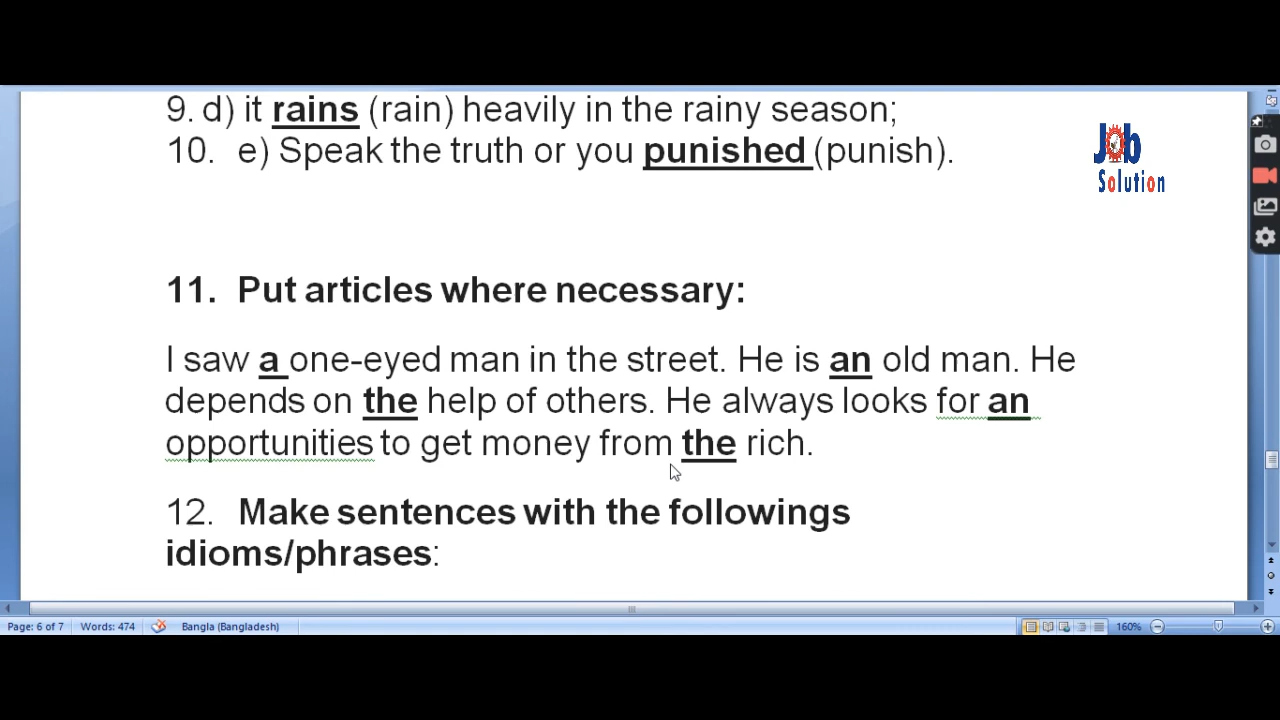 9. d) it rains (rain) heavily in the rainy season;
10. e) Speak the truth or you punished (punish).
Job
Solution
11. Put articles where necessary:
I saw a one-eyed man in the street. He is an old man. He
depends on the help of others. He always looks for an
opportunities to get money from the rich.
12. Make sentences with the followings
idioms/phrases:
Page: 6 of 7 Words: 474 Bangla (Bangladesh) 160%